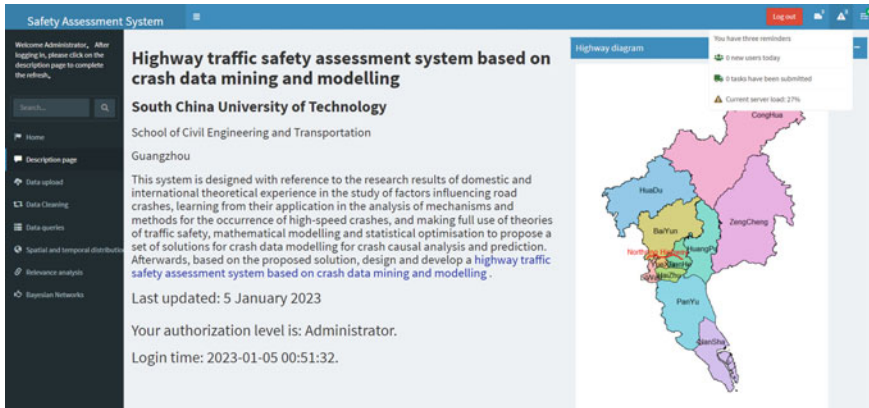 Safety Assessment System
Log out
Welcome Administrator, After
logging in, please click on the
description page to complete
the refresh,
Search...
Home
Description page
Data upload
Data Cleaning
Data queries
Spatial and temporal distributio
Relevance analysis
Bayesian Networks
Highway traffic safety assessment system based on
crash data mining and modelling
South China University of Technology
School of Civil Engineering and Transportation
Guangzhou
This system is designed with reference to the research results of domestic and
international theoretical experience in the study of factors influencing road
crashes, learning from their application in the analysis of mechanisms and
methods for the occurrence of high-speed crashes, and making full use of theories
of traffic safety, mathematical modelling and statistical optimisation to propose a
set of solutions for crash data modelling for crash causal analysis and prediction.
Afterwards, based on the proposed solution, design and develop a highway traffic
safety assessment system based on crash data mining and modelling .
Last updated: 5 January 2023
Your authorization level is: Administrator.
Login time: 2023-01-05 00:51:32.
Highway diagram
You have three reminders
0 new users today
0 tasks have been submitted
Current server load: 27%
CongHua
HuaDu
ZengCheng
BaiYun
HuangPu
PanYu
NanSha